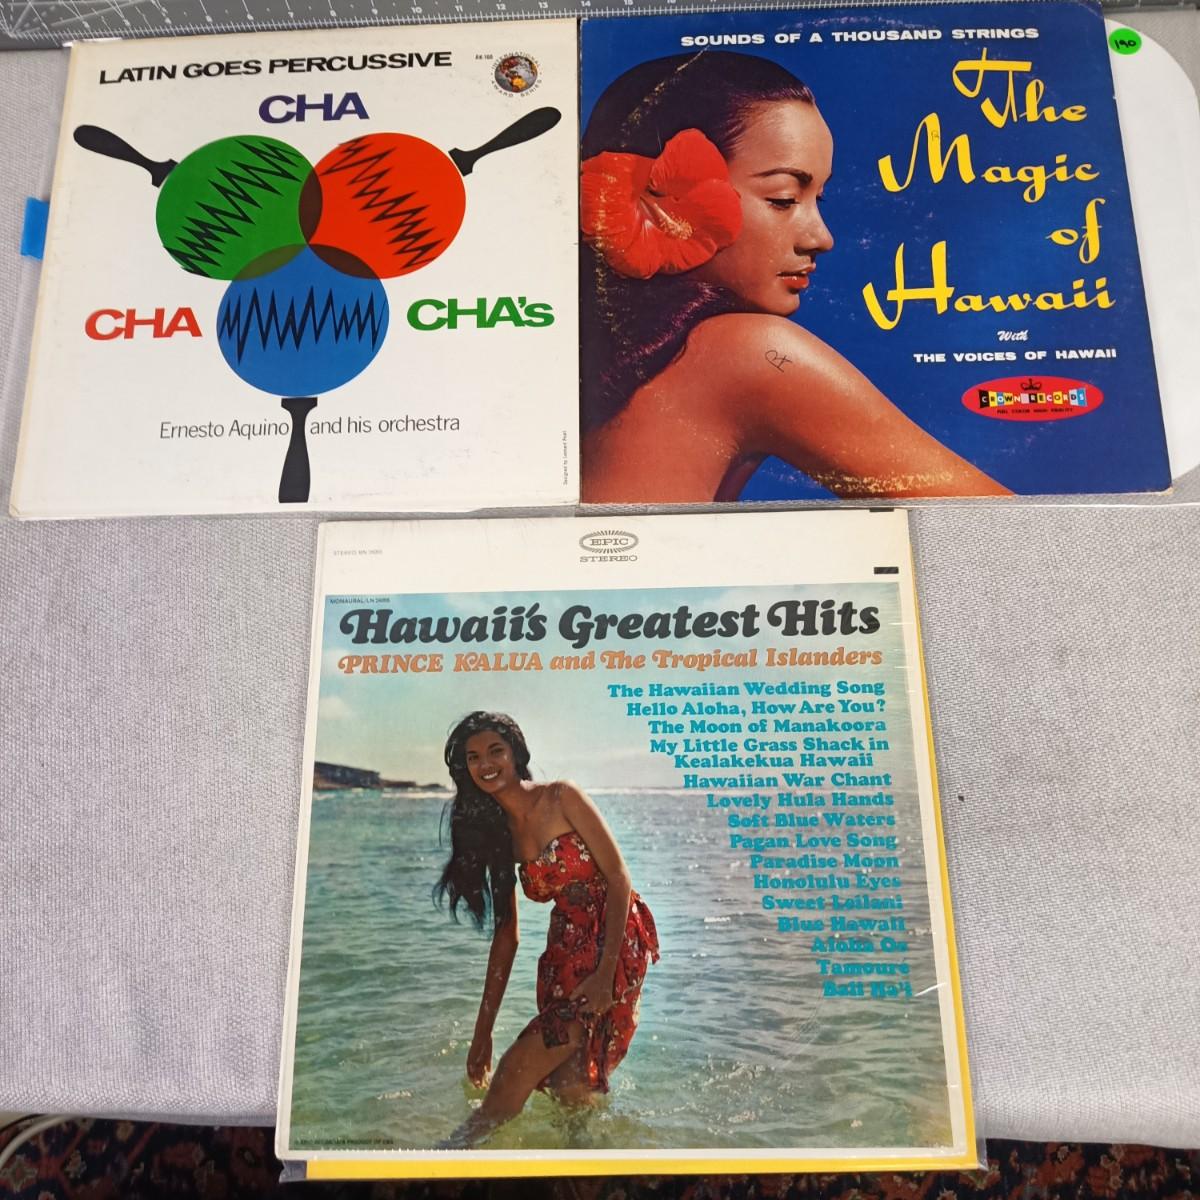 LATIN GOES PERCUSSIVE
CHA
CHA
CHA's
Ernesto Aquino and his orchestra
SOUNDS OF A THOUSAND STRINGS
The
Magic
of
Hawaii
With
THE VOICES OF HAWAII
CROWN RECORDS
190
EPIC
STEREO
Hawaii's Greatest Hits
PRINCE KALUA and The Tropical Islanders
The Hawaiian Wedding Song
Hello Aloha, How Are You?
The Moon of Manakoora
My Little Grass Shack in
Kealakekua Hawaii
Hawaiian War Chant
Lovely Hula Hands
Soft Blue Waters
Pagan Love Song
Paradise Moon
Honolulu Eyes
Sweet Leilani
Blue Hawaii
Aloha Oe
Tamouré
Bali Ha'i